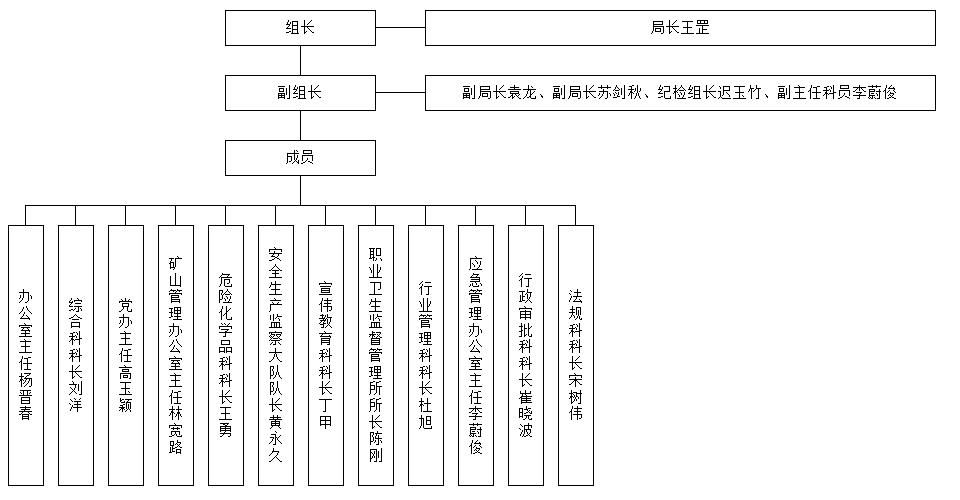 组长
局长王罡
副组长
副局长袁龙、副局长苏剑秋、纪检组长迟玉竹、副主任科员李蔚俊
成员
办公室主任杨晋春
综合科科长刘洋
党办主任高玉颖
矿山管理办公室主任林宽路
危险化学品科科长王勇
安全生产监察大队队长黄永久
宣伟教育科科长丁甲
职业卫生监督管理所所长陈刚
行业管理科科长杜旭
应急管理办公室主任李蔚俊
行政审批科科长崔晓波
法规科科长宋树伟